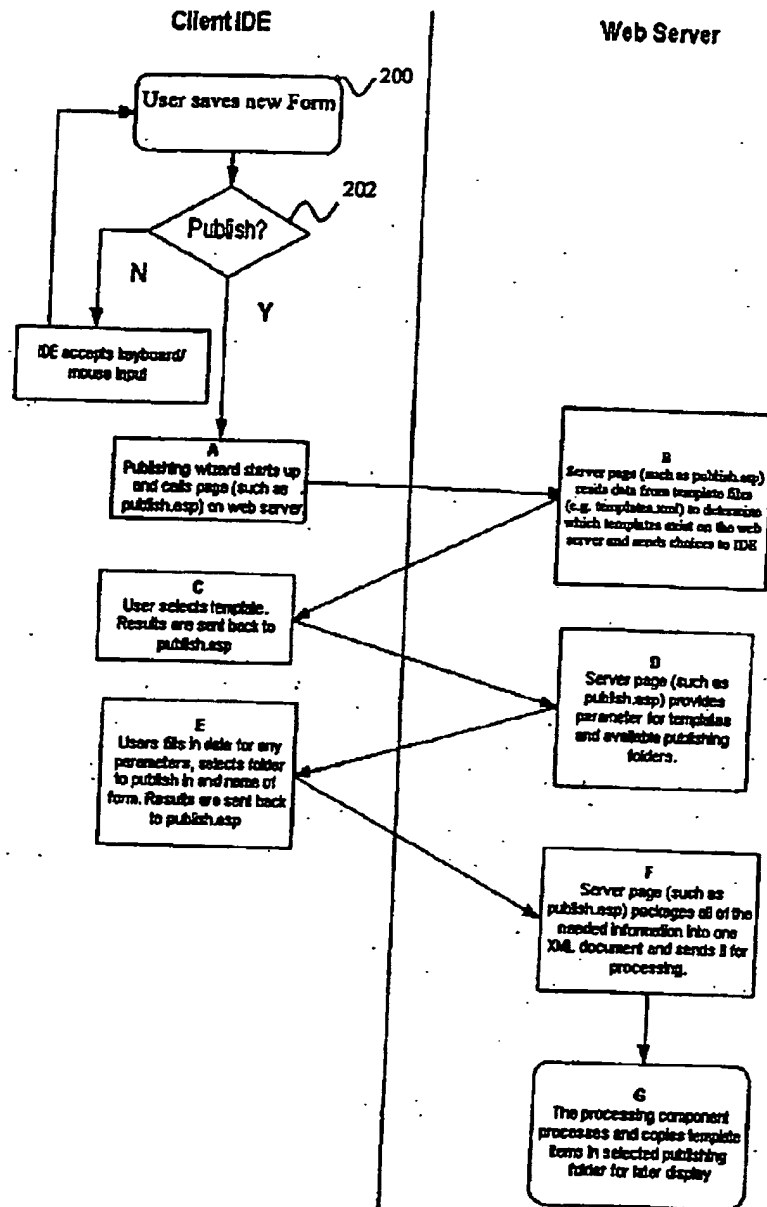 Client IDE
Web Server
200
User saves new Form
202
Publish?
N
Y
IDE accepts keyboard/
mouse input
A
Publishing wizard starts up
and calls page (such as
publish.asp) on web server
B
Server page (such as publish.asp)
reads data from template files
(e.g. templates.xml) to determine
which templates exist on the web
server and sends choices to IDE
C
User selects template.
Results are sent back to
publish.asp
D
Server page (such as
publish.asp) provides
parameter for templates
and available publishing
folders.
E
Users fills in data for any
parameters, selects folder
to publish in and name of
form. Results are sent back
to publish.asp
F
Server page (such as
publish.asp) packages all of the
needed information into one
XML document and sends it for
processing.
G
The processing component
processes and copies template
items in selected publishing
folder for later display